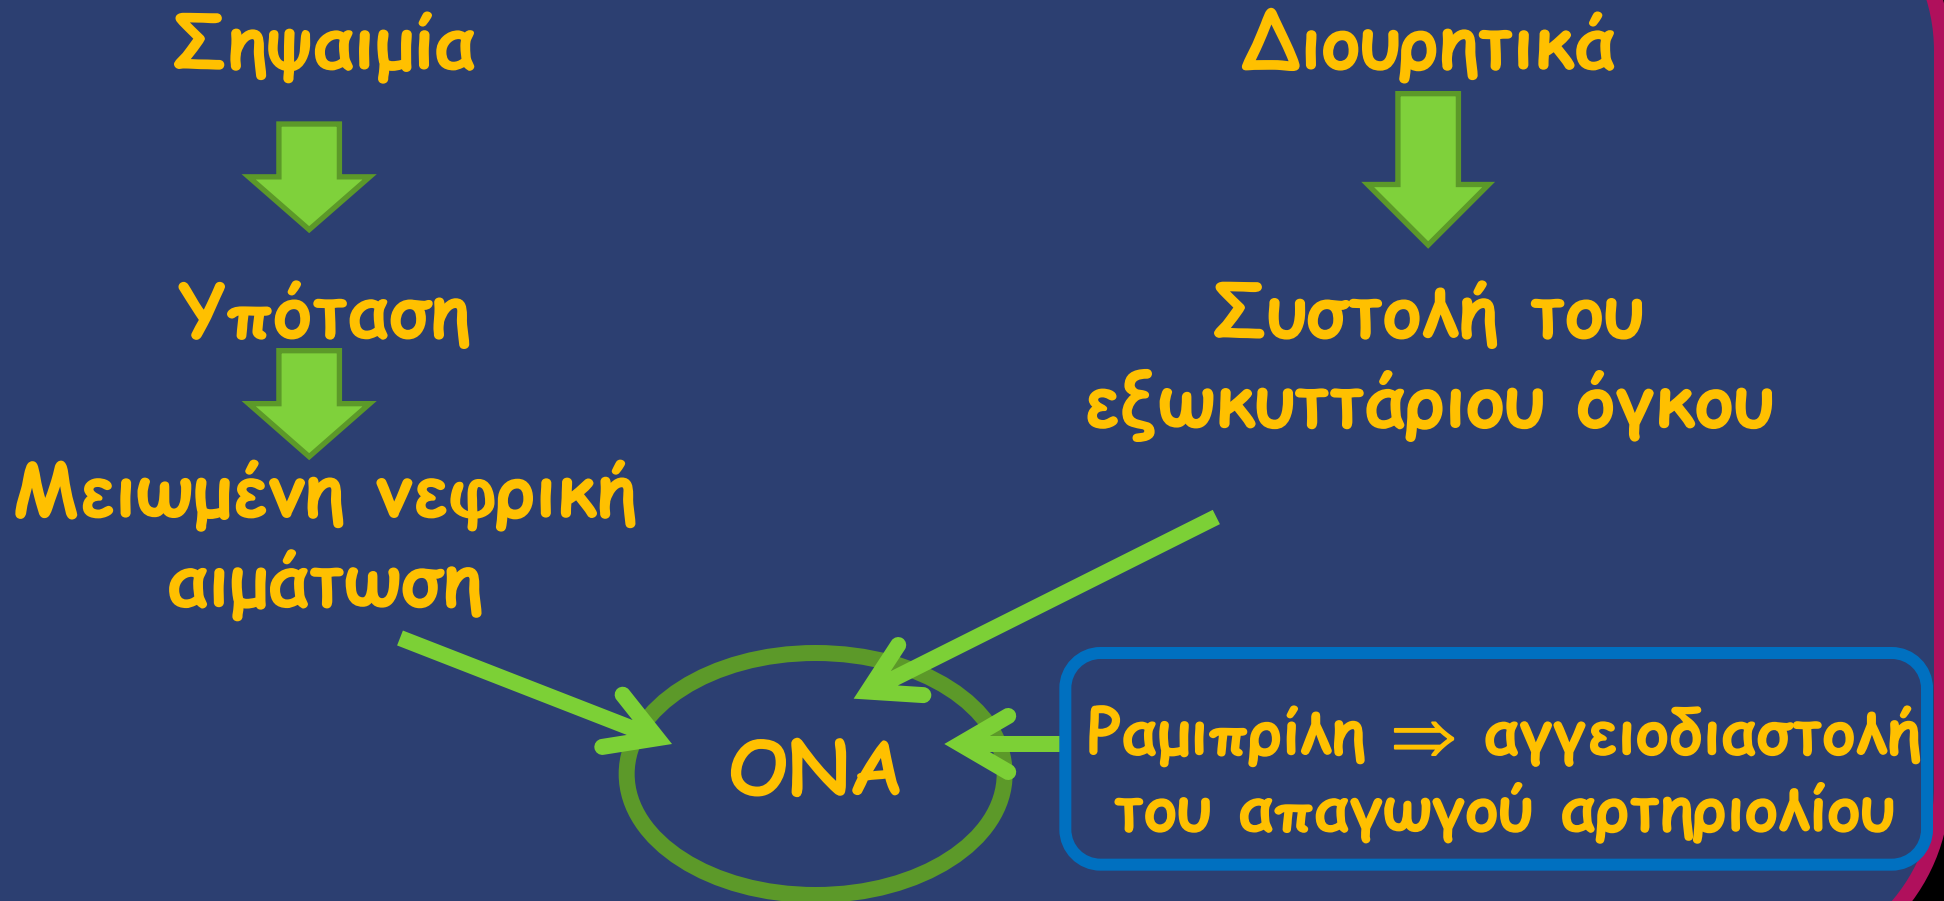 Σηψαιμία
Υπόταση
Μειωμένη νεφρική
αιμάτωση
Διουρητικά
Συστολή του
εξωκυττάριου όγκου
ΟΝΑ
Ραμιπρίλη ⇒ αγγειοδιαστολή
του απαγωγού αρτηριολίου